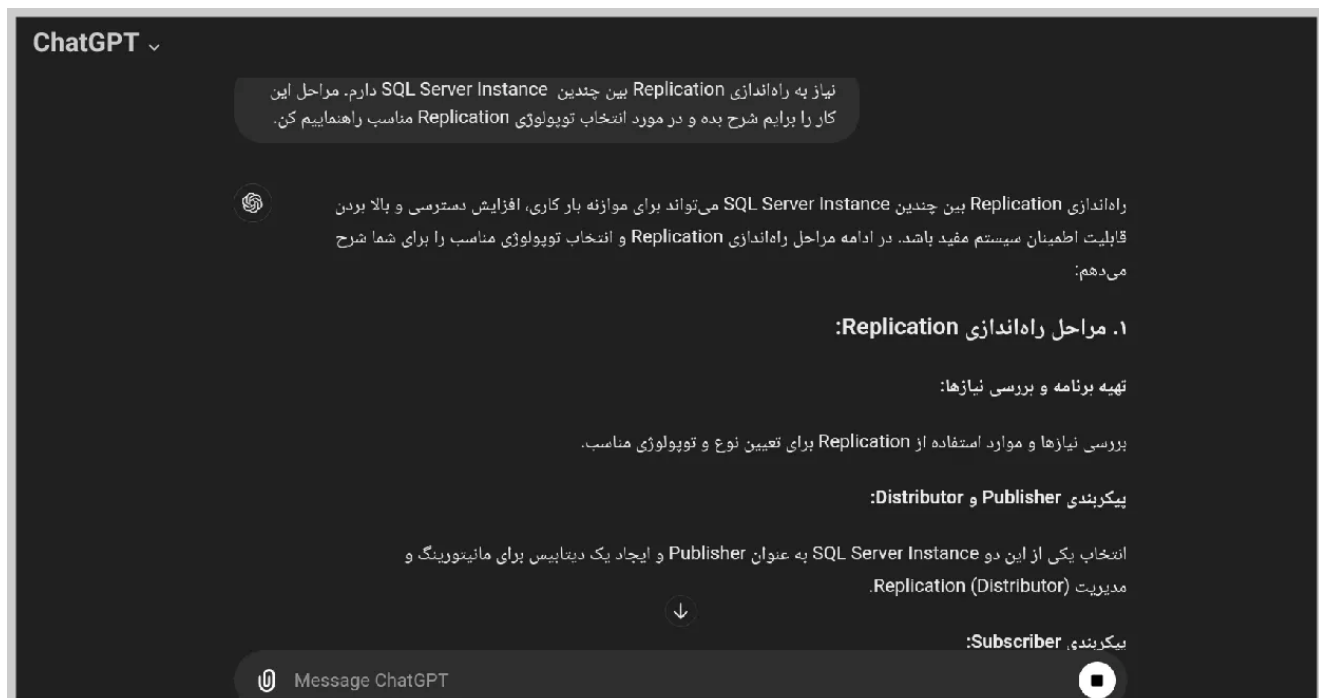 ChatGPT
نیاز به راه‌اندازی Replication بین چندین SQL Server Instance دارم. مراحل این
کار را برایم شرح بده و در مورد انتخاب توپولوژی Replication مناسب راهنماییم کن.
راه‌اندازی Replication بین چندین SQL Server Instance می‌تواند برای موازنه بار کاری، افزایش دسترسی و بالا بردن
قابلیت اطمینان سیستم مفید باشد. در ادامه مراحل راه‌اندازی Replication و انتخاب توپولوژی مناسب را برای شما شرح
می‌دهم:
۱. مراحل راه‌اندازی Replication:
تهیه برنامه و بررسی نیازها:
بررسی نیازها و موارد استفاده از Replication برای تعیین نوع و توپولوژی مناسب.
پیکربندی Publisher و Distributor:
انتخاب یکی از این دو SQL Server Instance به عنوان Publisher و ایجاد یک دیتابیس برای مانیتورینگ و
مدیریت Replication (Distributor).
پیکربندی Subscriber:
Message ChatGPT